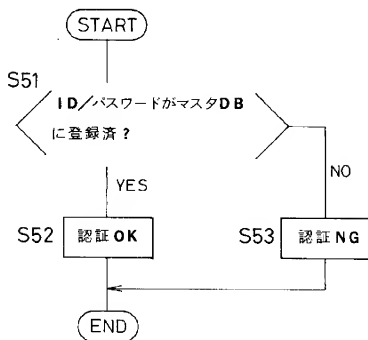 START
S51
ID/パスワードがマスタDB
に登録済?
YES
NO
S52
認証OK
S53
認証NG
END